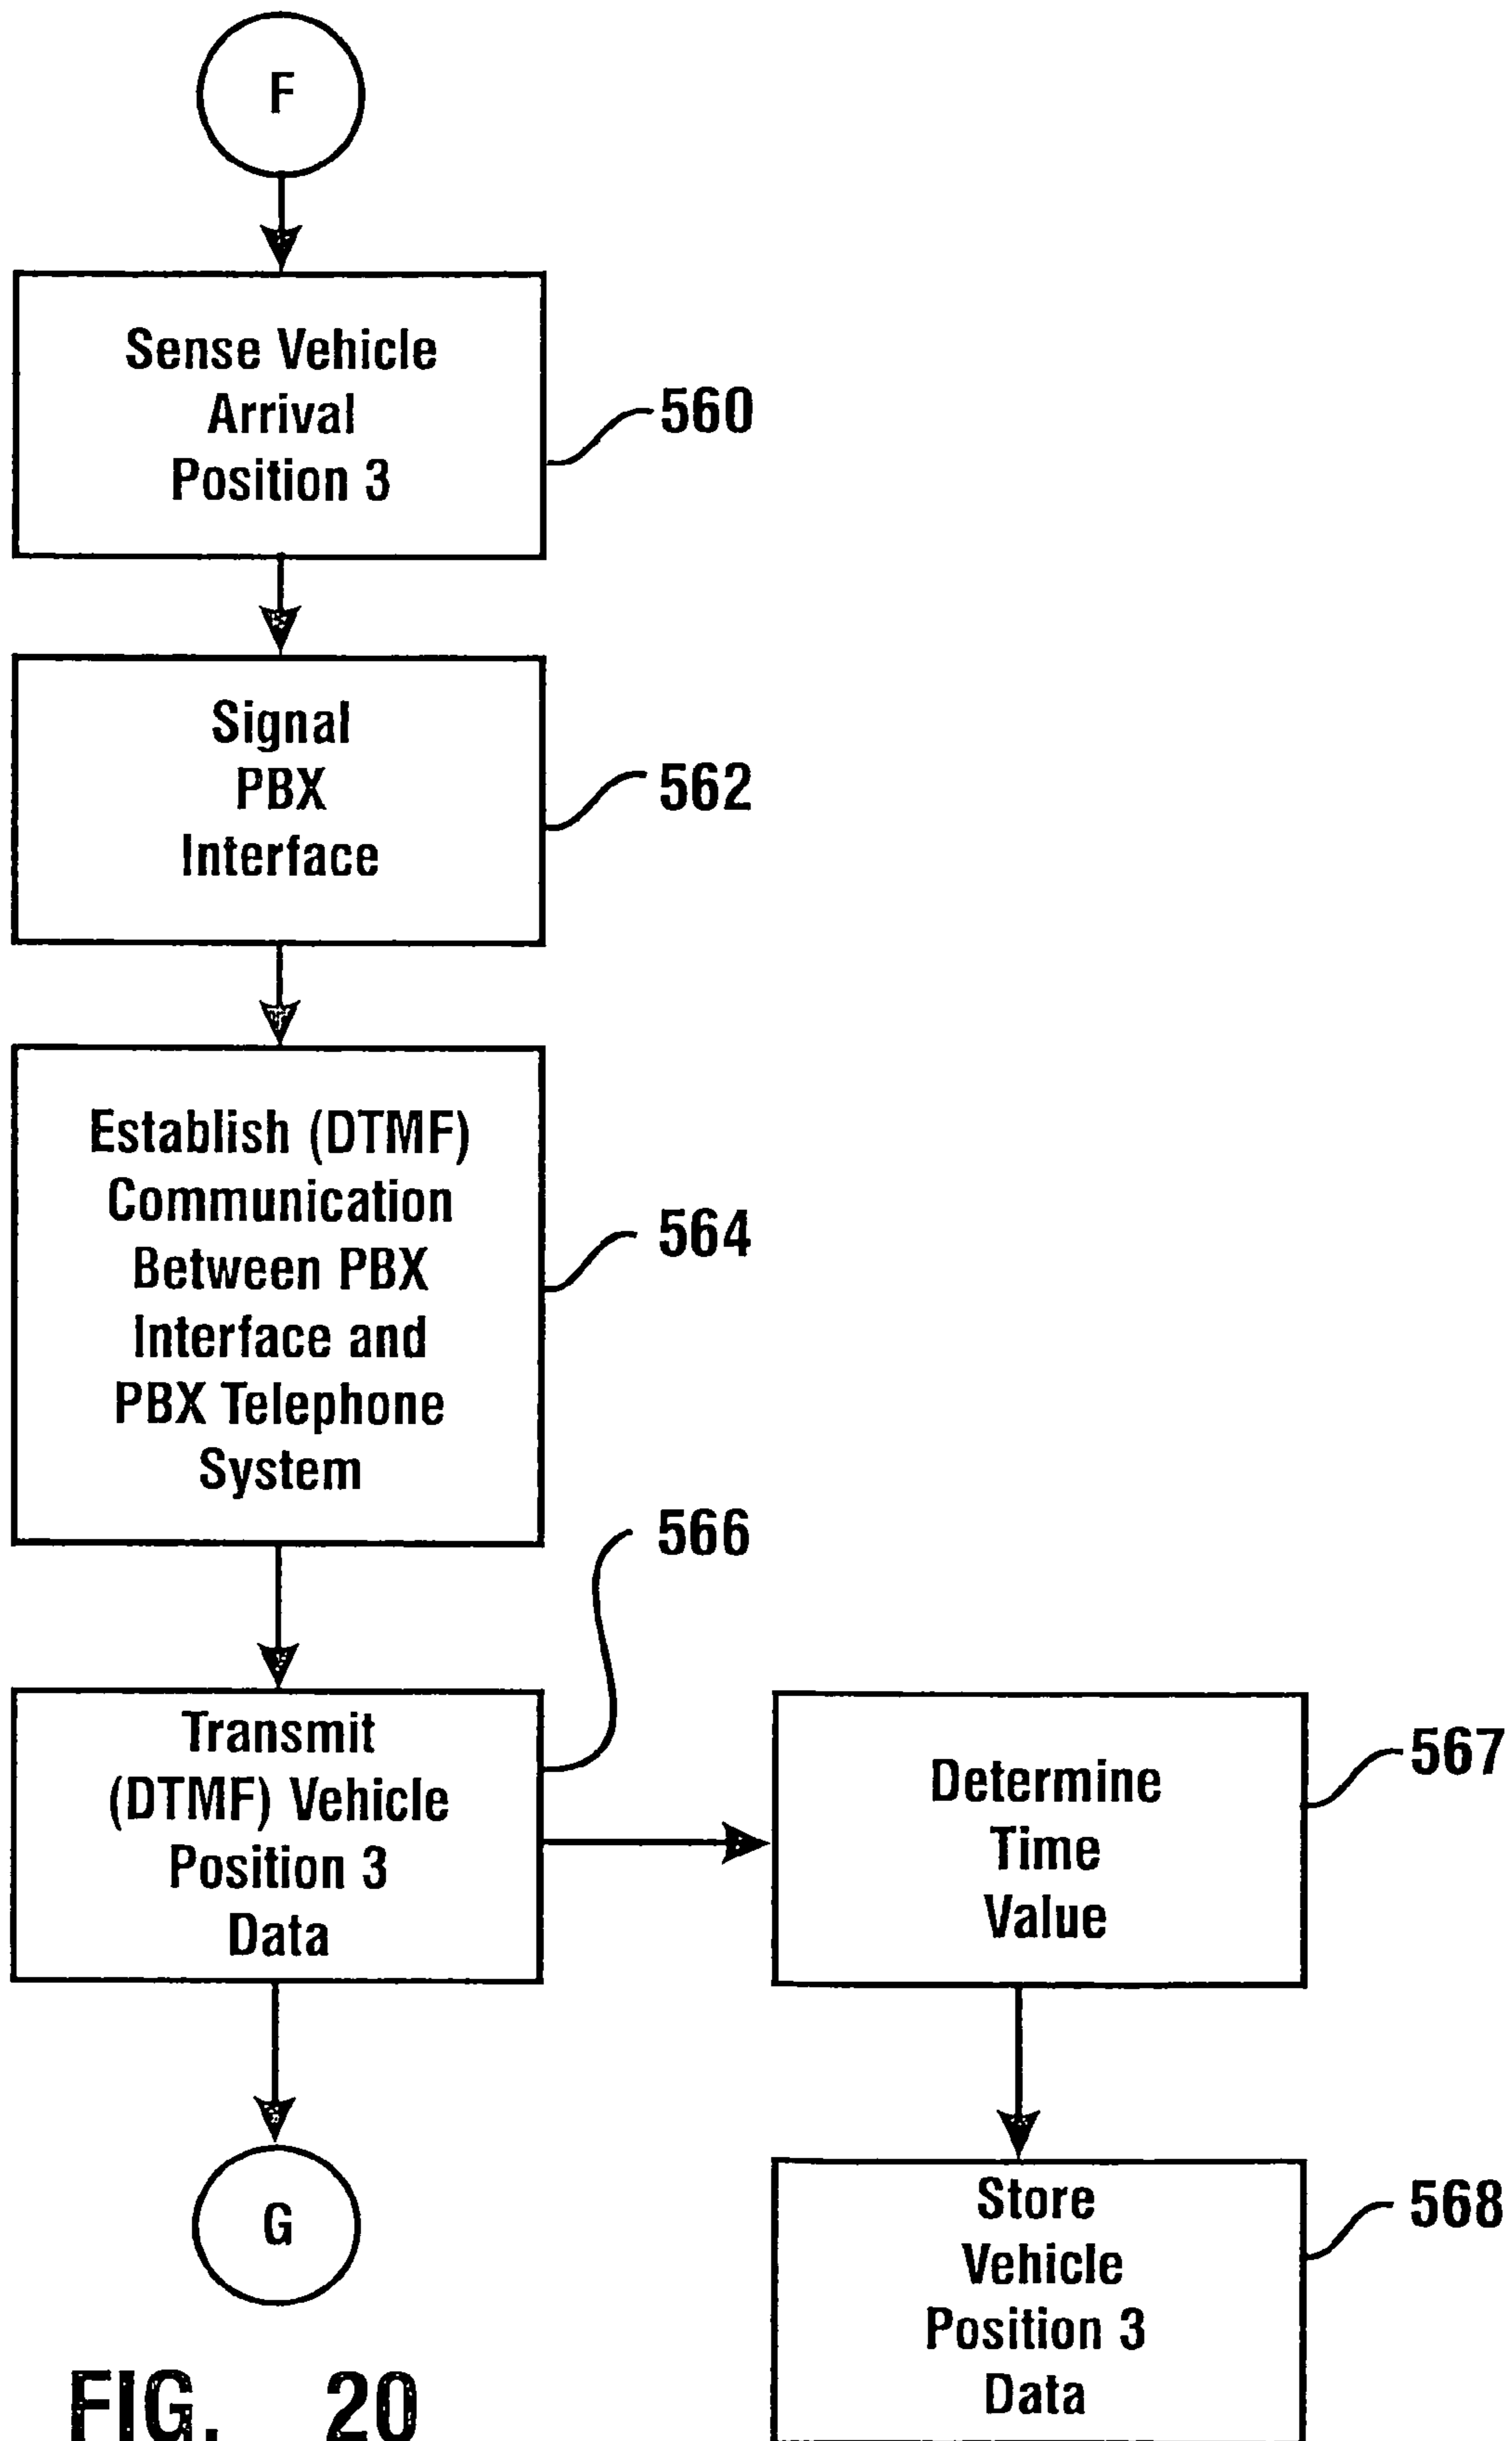 F
Sense Vehicle
Arrival
Position 3
560
Signal
PBX
Interface
562
Establish (DTMF)
Communication
Between PBX
Interface and
PBX Telephone
System
564
566
Transmit
(DTMF) Vehicle
Position 3
Data
Determine
Time
Value
567
G
Store
Vehicle
Position 3
Data
568
FIG. 20